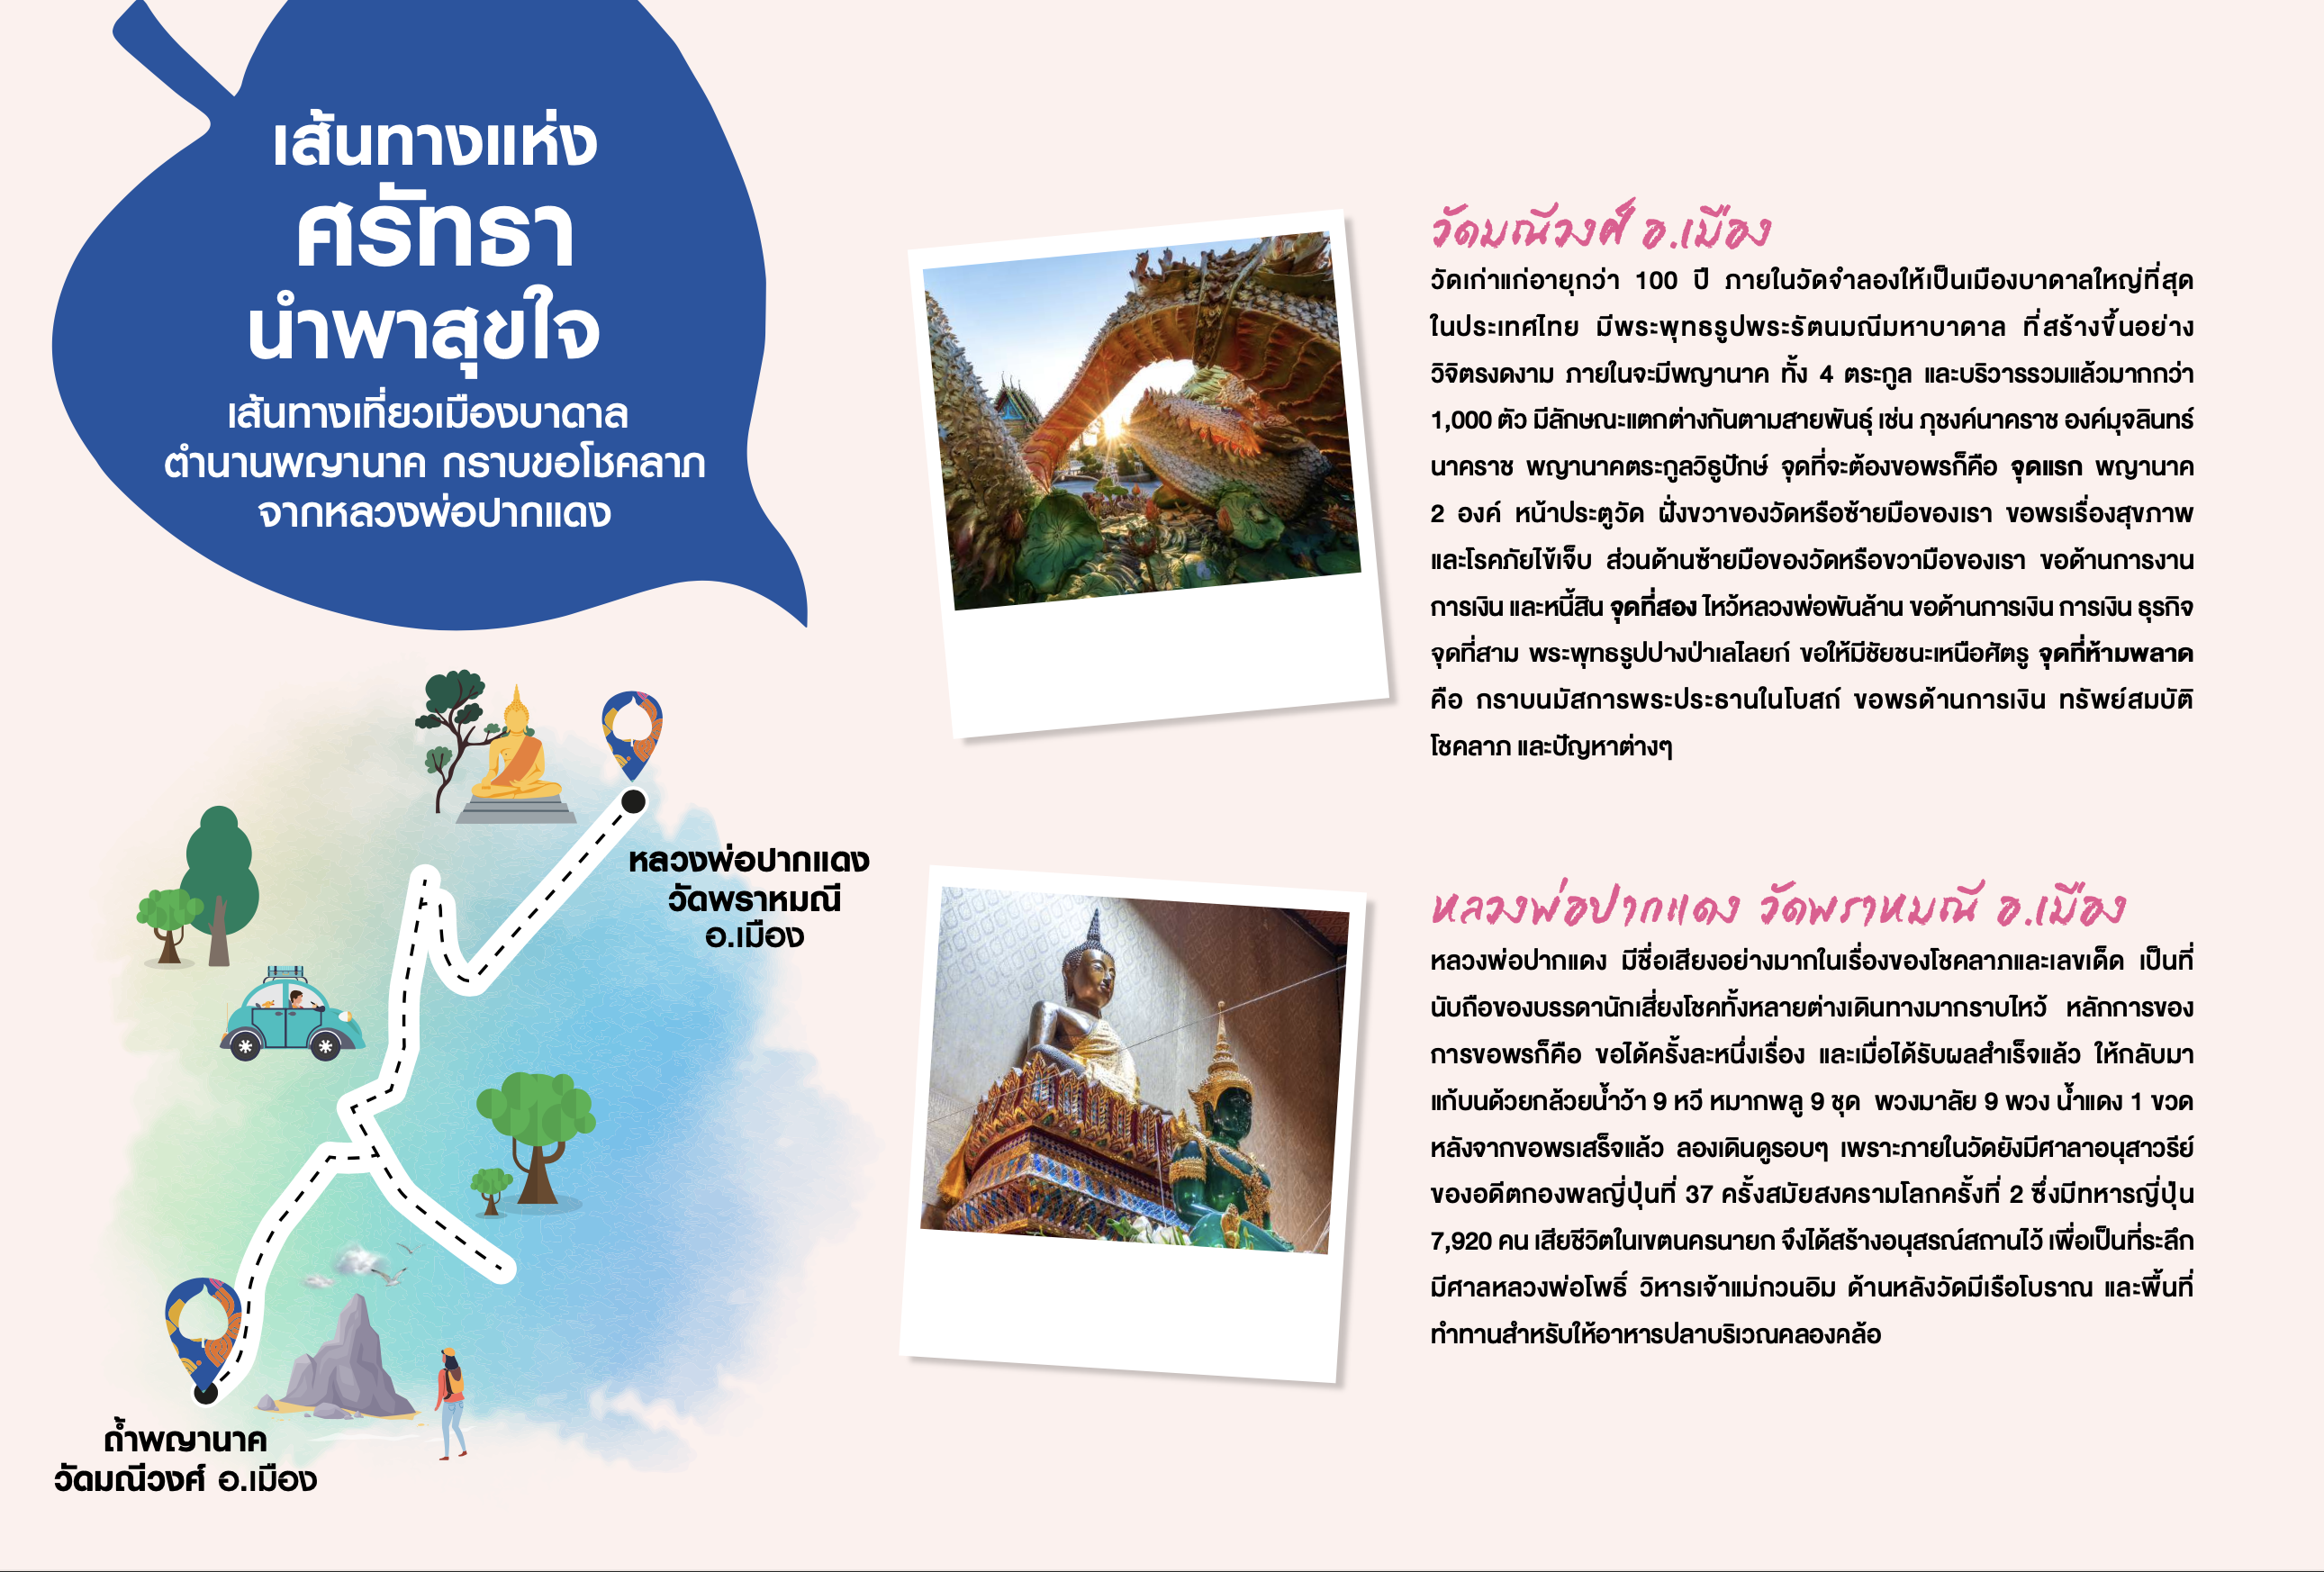 เส้นทางแห่ง
ศรัทธา
นำพาสุขใจ
เส้นทางเที่ยวเมืองบาดาล
ตำนานพญานาค กราบขอโชคลาภ
จากหลวงพ่อปากแดง
หลวงพ่อปากแดง
วัดพราหมณี
อ.เมือง
ถ้ำพญานาค
วัดมณีวงศ์ อ.เมือง
วัดมณีวงศ์ อ.เมือง
วัดเก่าแก่อายุกว่า 100 ปี ภายในวัดจำลองให้เป็นเมืองบาดาลใหญ่ที่สุด
ในประเทศไทย มีพระพุทธรูปพระรัตนมณีมหาบาดาล ที่สร้างขึ้นอย่าง
วิจิตรงดงาม ภายในจะมีพญานาค ทั้ง 4 ตระกูล และบริวารรวมแล้วมากกว่า
1,000 ตัว มีลักษณะแตกต่างกันตามสายพันธุ์ เช่น ภุชงค์นาคราช องค์มุจลินทร์
นาคราช พญานาคตระกูลวิรูปักษ์ จุดที่จะต้องขอพรก็คือ จุดแรก พญานาค
2 องค์ หน้าประตูวัด ฝั่งขวาของวัดหรือซ้ายมือของเรา ขอพรเรื่องสุขภาพ
และโรคภัยไข้เจ็บ ส่วนด้านซ้ายมือของวัดหรือขวามือของเรา ขอด้านการงาน
การเงิน และหนี้สิน จุดที่สอง ไหว้หลวงพ่อพันล้าน ขอด้านการเงิน การเงิน ธุรกิจ
จุดที่สาม พระพุทธรูปปางป่าเลไลยก์ ขอให้มีชัยชนะเหนือศัตรู จุดที่ห้ามพลาด
คือ กราบนมัสการพระประธานในโบสถ์ ขอพรด้านการเงิน ทรัพย์สมบัติ
โชคลาภ และปัญหาต่างๆ
หลวงพ่อปากแดง วัดพราหมณี อ.เมือง
หลวงพ่อปากแดง มีชื่อเสียงอย่างมากในเรื่องของโชคลาภและเลขเด็ด เป็นที่
นับถือของบรรดานักเสี่ยงโชคทั้งหลายต่างเดินทางมากราบไหว้ หลักการของ
การขอพรก็คือ ขอได้ครั้งละหนึ่งเรื่อง และเมื่อได้รับผลสำเร็จแล้ว ให้กลับมา
แก้บนด้วยกล้วยน้ำว้า 9 หวี หมากพลู 9 ชุด พวงมาลัย 9 พวง น้ำแดง 1 ขวด
หลังจากขอพรเสร็จแล้ว ลองเดินดูรอบๆ เพราะภายในวัดยังมีศาลาอนุสาวรีย์
ของอดีตกองพลญี่ปุ่นที่ 37 ครั้งสมัยสงครามโลกครั้งที่ 2 ซึ่งมีทหารญี่ปุ่น
7,920 คน เสียชีวิตในเขตนครนายก จึงได้สร้างอนุสรณ์สถานไว้ เพื่อเป็นที่ระลึก
มีศาลหลวงพ่อโพธิ์ วิหารเจ้าแม่กวนอิม ด้านหลังวัดมีเรือโบราณ และพื้นที่
ทำทานสำหรับให้อาหารปลาบริเวณคลองคล้อ